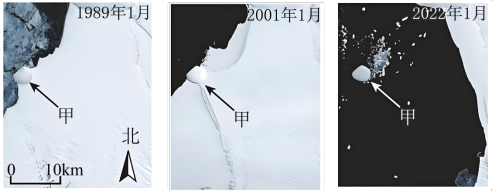 1989年1月
2001年1月
2022年1月
甲
甲
甲
北
0 10km